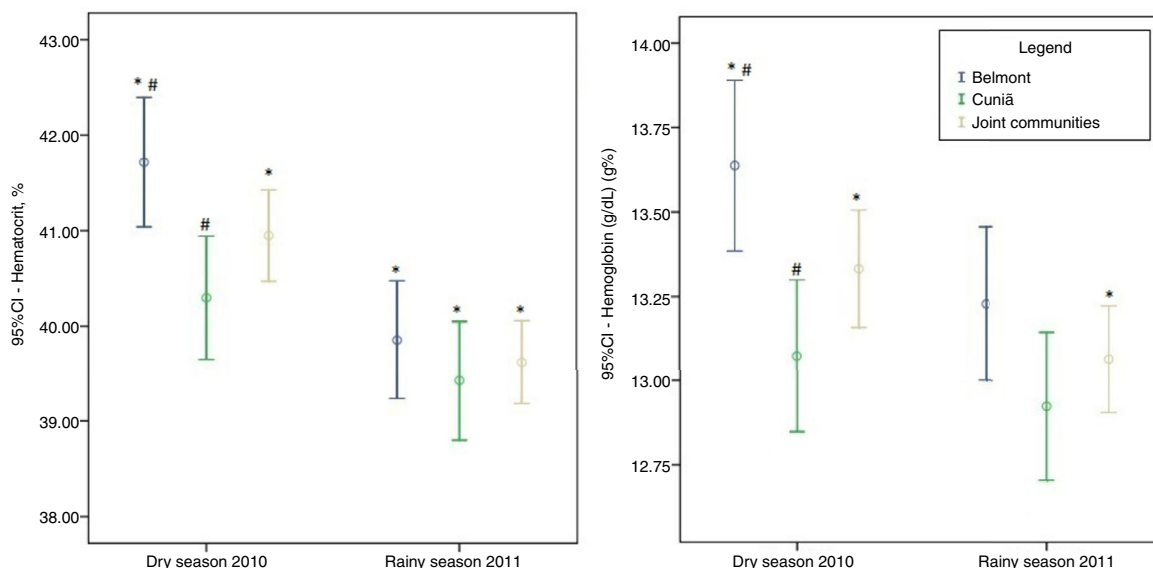 95%CI - Hematocrit, %
43.00
42.00
41.00
40.00
39.00
38.00
* #
#
*
*
*
*
Dry season 2010
Rainy season 2011
95%CI - Hemoglobin (g/dL) (g%)
14.00
13.75
13.50
13.25
13.00
12.75
* #
#
*
*
Dry season 2010
Rainy season 2011
Legend
Belmont
Cuniã
Joint communities